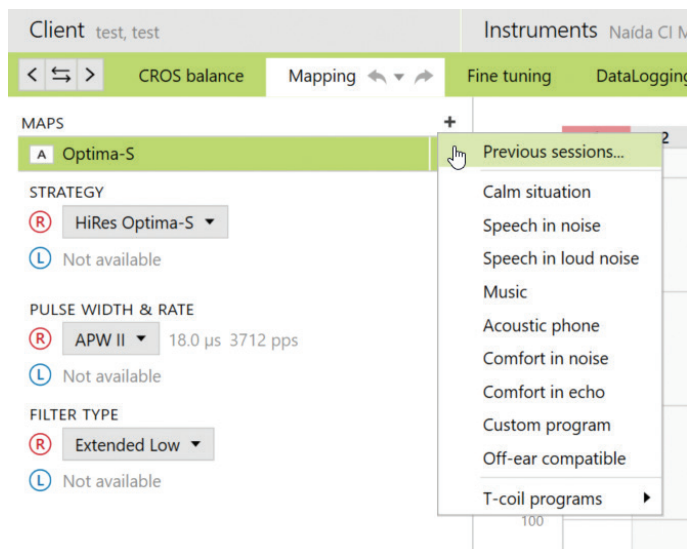 Client test, test
Instruments Naída CI M
< ⇆ > CROS balance Mapping Fine tuning DataLogging
MAPS +
A Optima-S
STRATEGY
R HiRes Optima-S
L Not available
PULSE WIDTH & RATE
R APW II 18.0 µs 3712 pps
L Not available
FILTER TYPE
R Extended Low
L Not available
2
Previous sessions...
Calm situation
Speech in noise
Speech in loud noise
Music
Acoustic phone
Comfort in noise
Comfort in echo
Custom program
Off-ear compatible
T-coil programs
100